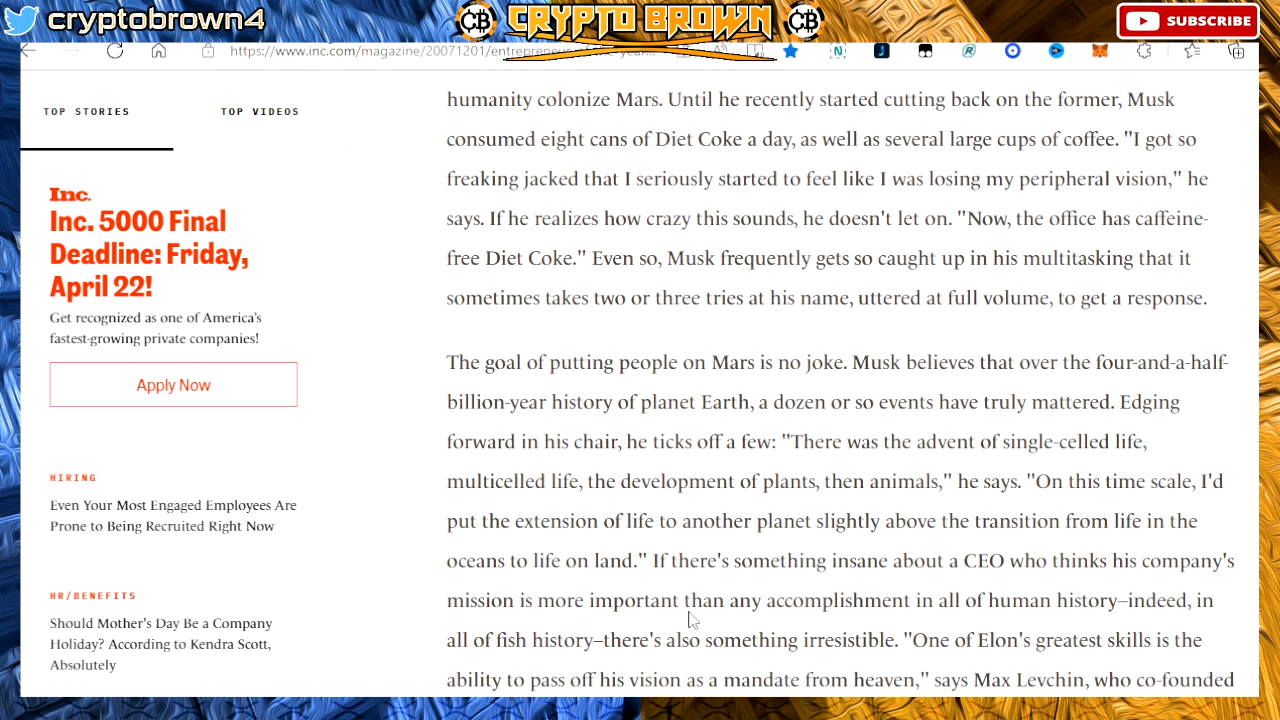 cryptobrown4
CB
CRYPTO BROWN
CB
SUBSCRIBE
https://www.inc.com/magazine/20071201/entrepreneur
TOP STORIES
TOP VIDEOS
Inc.
Inc. 5000 Final
Deadline: Friday,
April 22!
Get recognized as one of America's
fastest-growing private companies!
Apply Now
HIRING
Even Your Most Engaged Employees Are
Prone to Being Recruited Right Now
HR/BENEFITS
Should Mother's Day Be a Company
Holiday? According to Kendra Scott,
Absolutely
humanity colonize Mars. Until he recently started cutting back on the former, Musk
consumed eight cans of Diet Coke a day, as well as several large cups of coffee. "I got so
freaking jacked that I seriously started to feel like I was losing my peripheral vision," he
says. If he realizes how crazy this sounds, he doesn't let on. "Now, the office has caffeine-
free Diet Coke." Even so, Musk frequently gets so caught up in his multitasking that it
sometimes takes two or three tries at his name, uttered at full volume, to get a response.
The goal of putting people on Mars is no joke. Musk believes that over the four-and-a-half-
billion-year history of planet Earth, a dozen or so events have truly mattered. Edging
forward in his chair, he ticks off a few: "There was the advent of single-celled life,
multicelled life, the development of plants, then animals," he says. "On this time scale, I'd
put the extension of life to another planet slightly above the transition from life in the
oceans to life on land." If there's something insane about a CEO who thinks his company's
mission is more important than any accomplishment in all of human history–indeed, in
all of fish history–there's also something irresistible. "One of Elon's greatest skills is the
ability to pass off his vision as a mandate from heaven," says Max Levchin, who co-founded